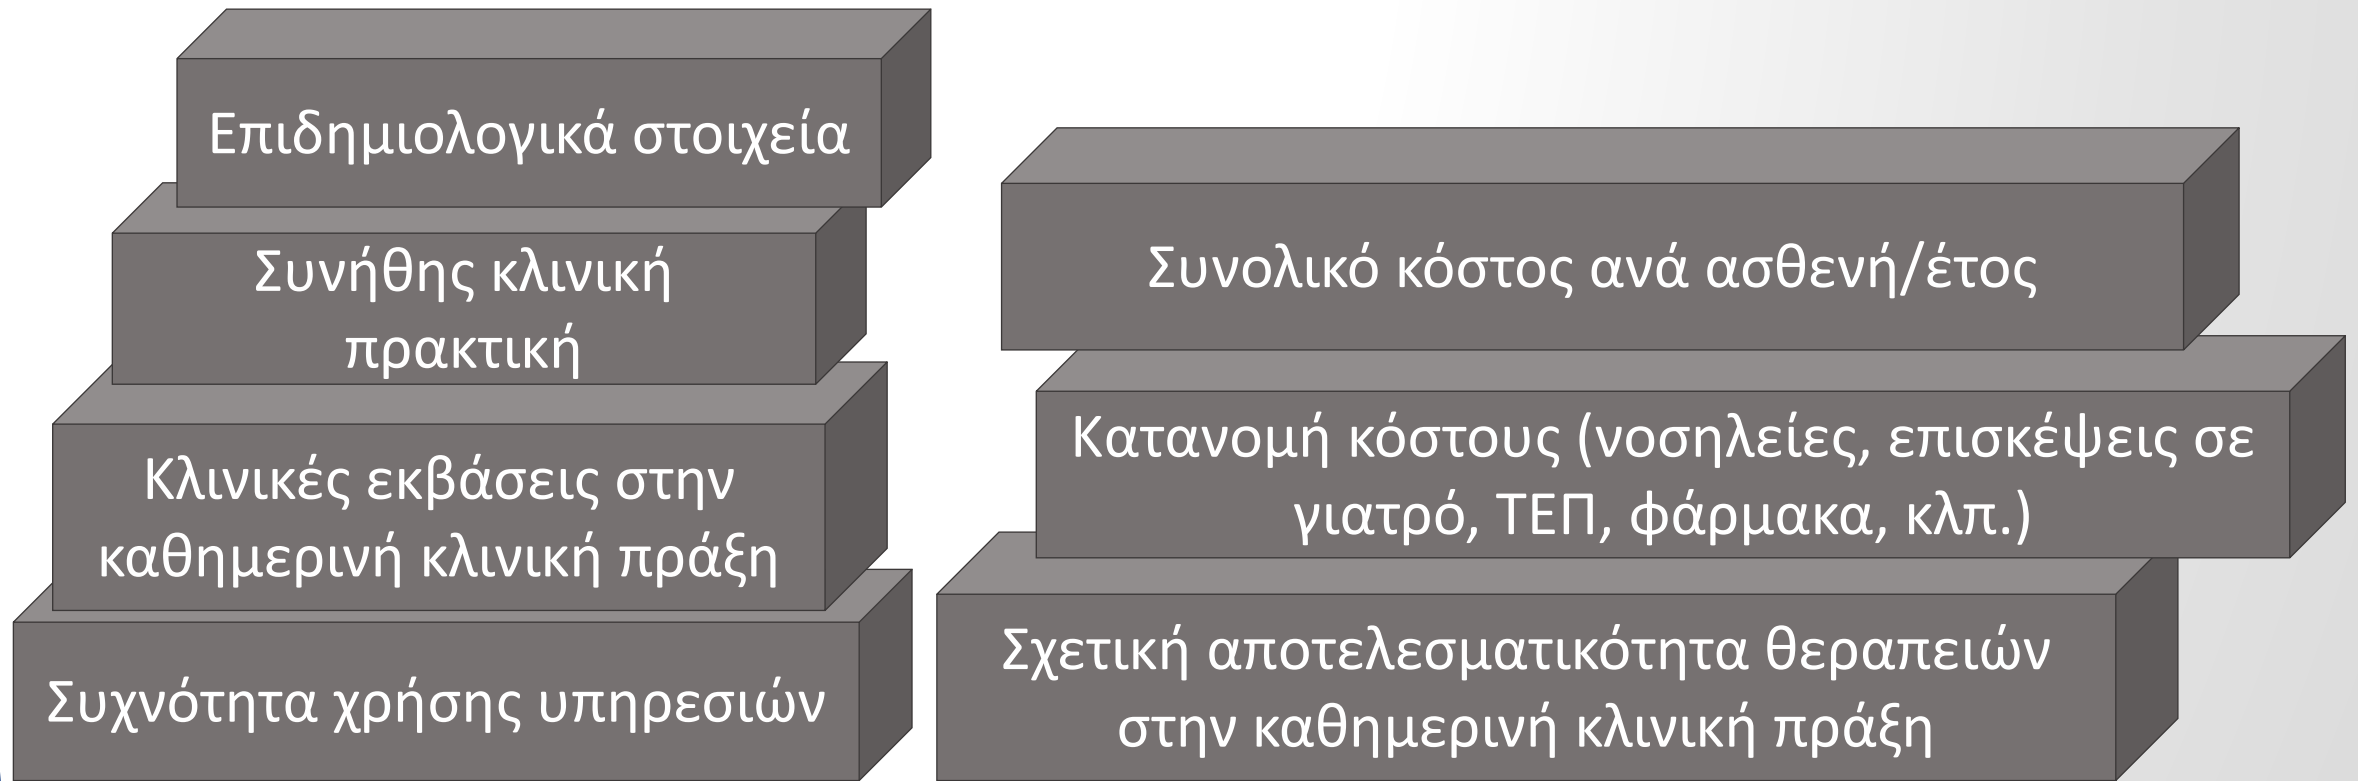 Επιδημιολογικά στοιχεία
Συνήθης κλινική
πρακτική
Κλινικές εκβάσεις στην
καθημερινή κλινική πράξη
Συχνότητα χρήσης υπηρεσιών
Συνολικό κόστος ανά ασθενή/έτος
Κατανομή κόστους (νοσηλείες, επισκέψεις σε
γιατρό, ΤΕΠ, φάρμακα, κλπ.)
Σχετική αποτελεσματικότητα θεραπειών
στην καθημερινή κλινική πράξη